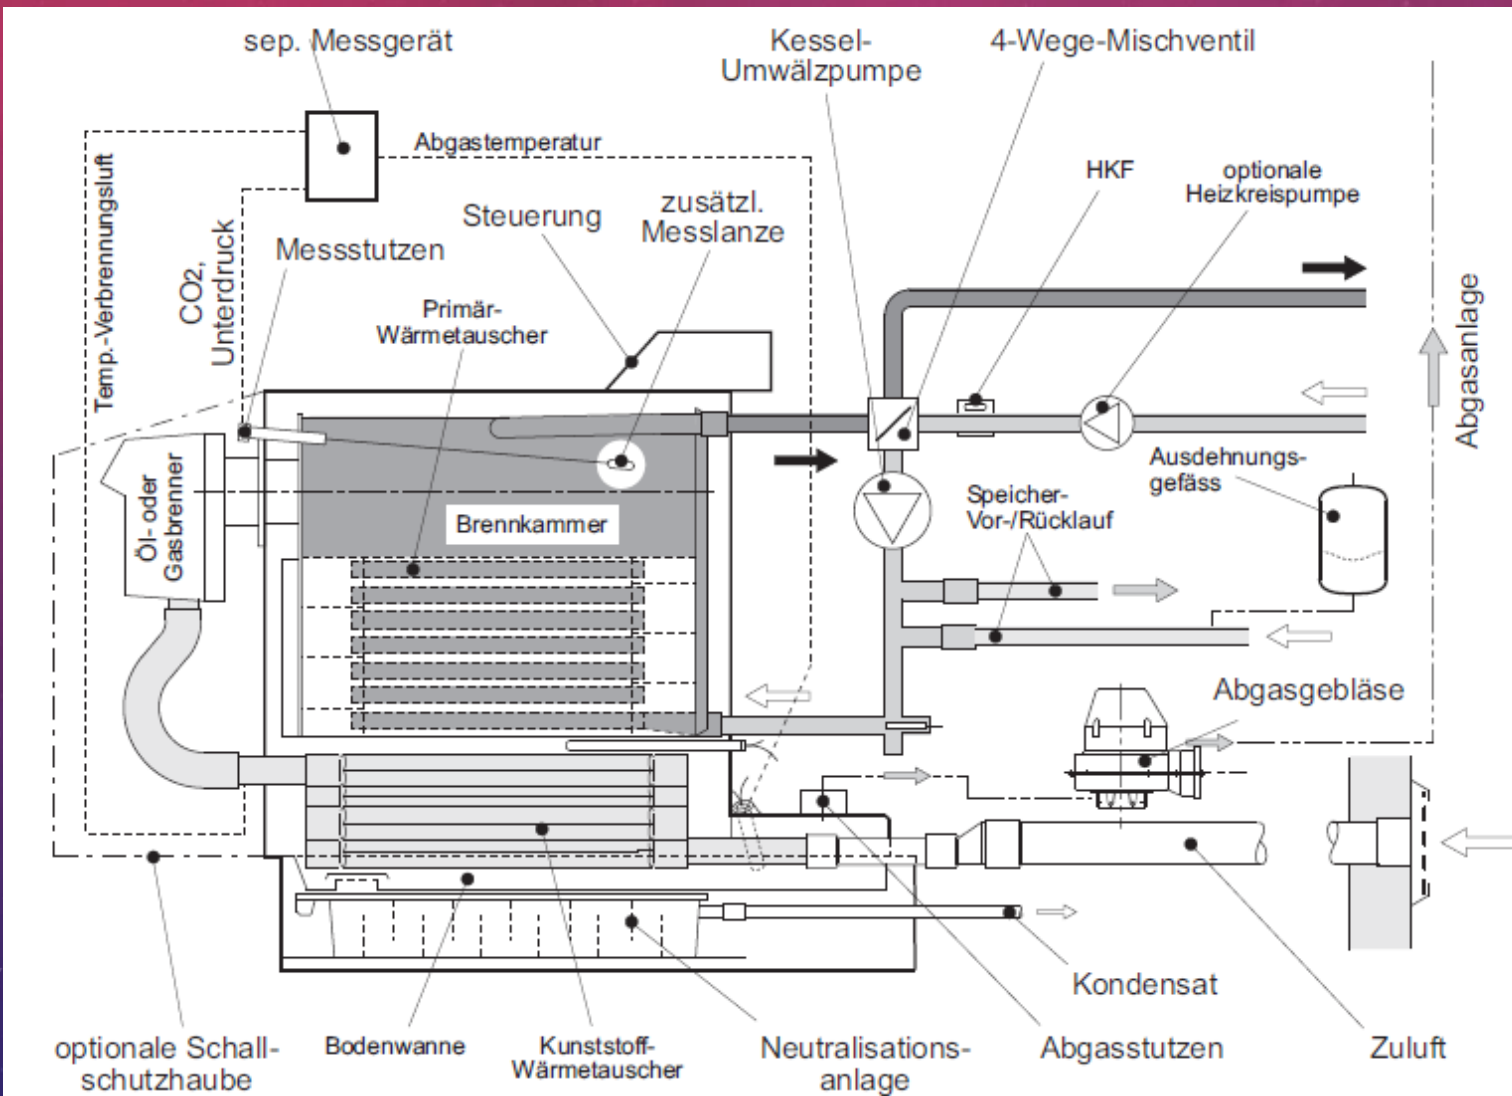 sep. Messgerät
Kessel-
Umwälzpumpe
4-Wege-Mischventil
Abgastemperatur
HKF
optionale
Heizkreispumpe
Temp.-Verbrennungsluft
CO2,
Unterdruck
Messstutzen
Steuerung
zusätzl.
Messlanze
Primär-
Wärmetauscher
Abgasanlage
Öl- oder
Gasbrenner
Brennkammer
Speicher-
Vor-/Rücklauf
Ausdehnungs-
gefäss
Abgasgebläse
Kondensat
optionale Schall-
schutzhaube
Bodenwanne
Kunststoff-
Wärmetauscher
Neutralisations-
anlage
Abgasstutzen
Zuluft